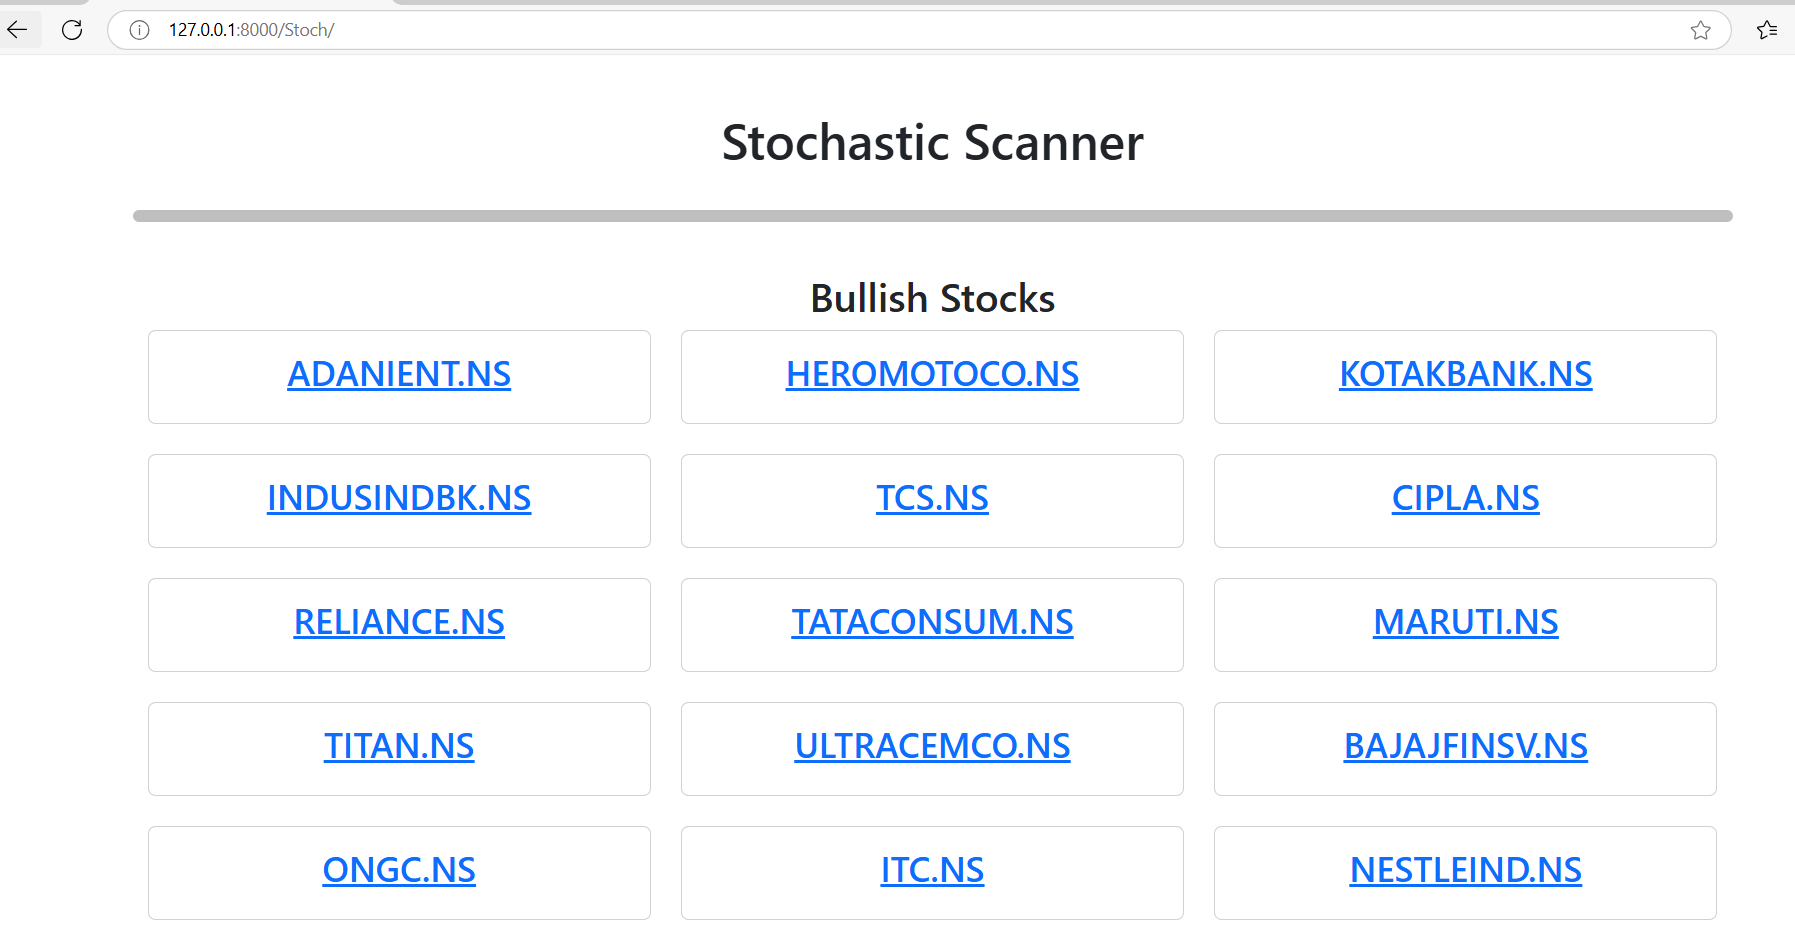 127.0.0.1:8000/Stoch/
Stochastic Scanner
Bullish Stocks
ADANIENT.NS HEROMOTOCO.NS KOTAKBANK.NS
INDUSINDBK.NS TCS.NS CIPLA.NS
RELIANCE.NS TATACONSUM.NS MARUTI.NS
TITAN.NS ULTRACEMCO.NS BAJAJFINSV.NS
ONGC.NS ITC.NS NESTLEIND.NS